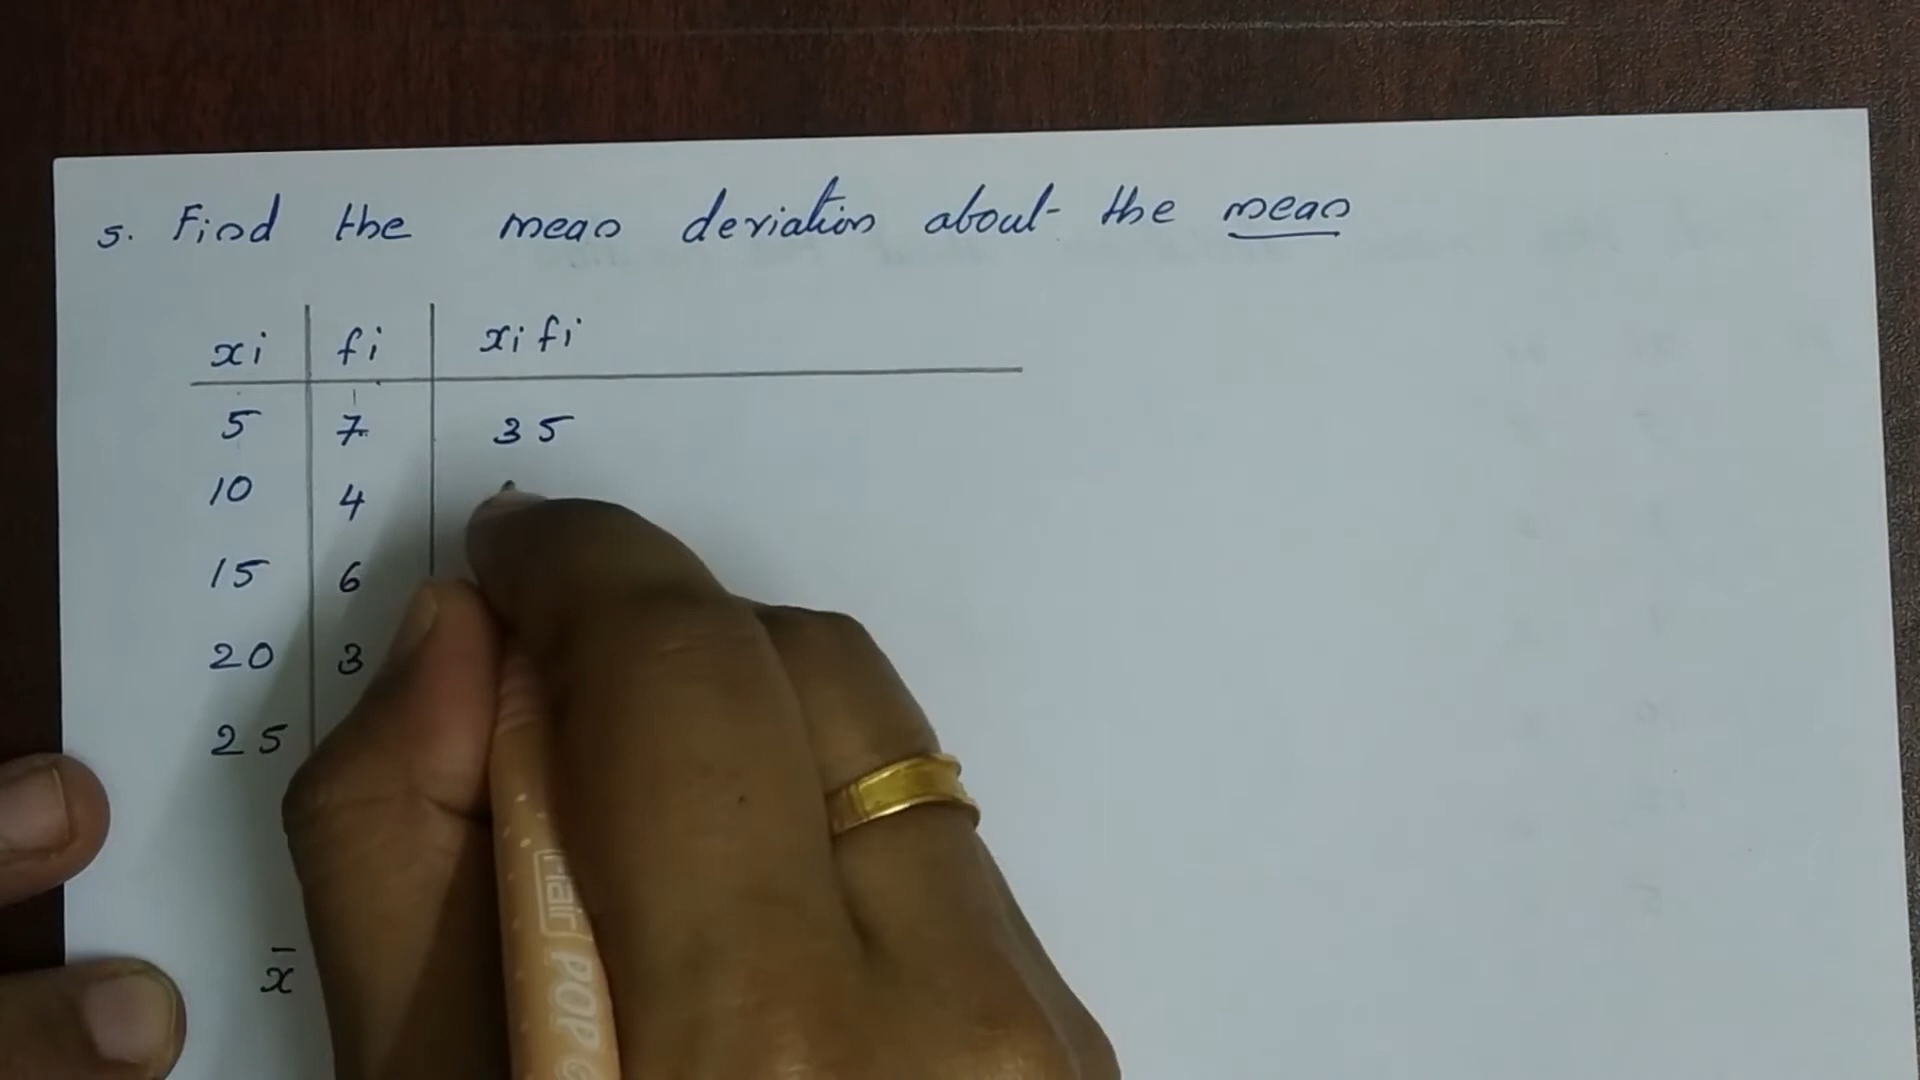 5. Find the mean deviation about the mean
xi fi xifi
5 7 35
10 4
15 6
20 3
25
x̄
POP